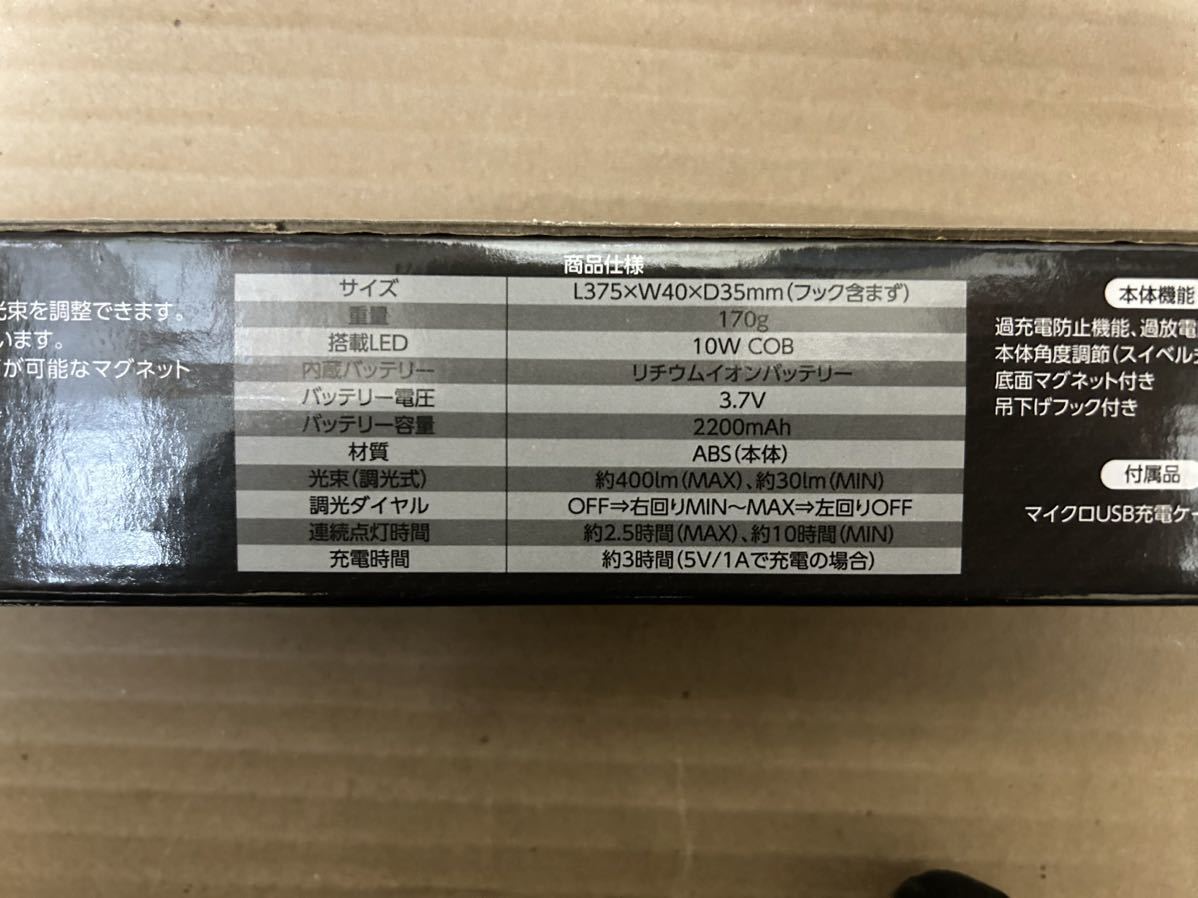 光束を調整できます。
います。
が可能なマグネット
商品仕様
サイズ L375×W40×D35mm(フック含まず)
重量 170g
搭載LED 10W COB
内蔵バッテリー リチウムイオンバッテリー
バッテリー電圧 3.7V
バッテリー容量 2200mAh
材質 ABS(本体)
光束(調光式) 約400lm(MAX)、約30lm(MIN)
調光ダイヤル OFF⇒右回りMIN～MAX⇒左回りOFF
連続点灯時間 約2.5時間(MAX)、約10時間(MIN)
充電時間 約3時間(5V/1Aで充電の場合)
本体機能
過充電防止機能、過放電
本体角度調節(スイベル
底面マグネット付き
吊下げフック付き
付属品
マイクロUSB充電ケー